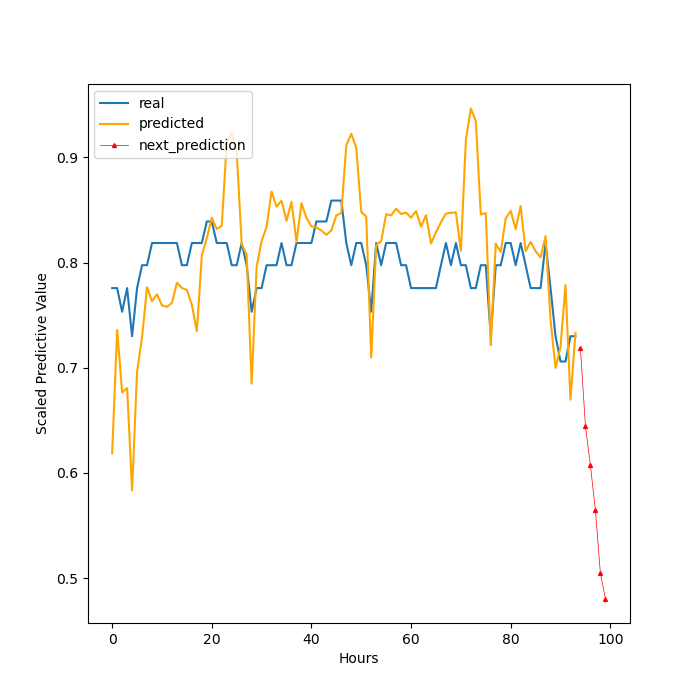 real
predicted
next_prediction
0.9
0.8
0.7
0.6
0.5
Scaled Predictive Value
0 20 40 60 80 100
Hours